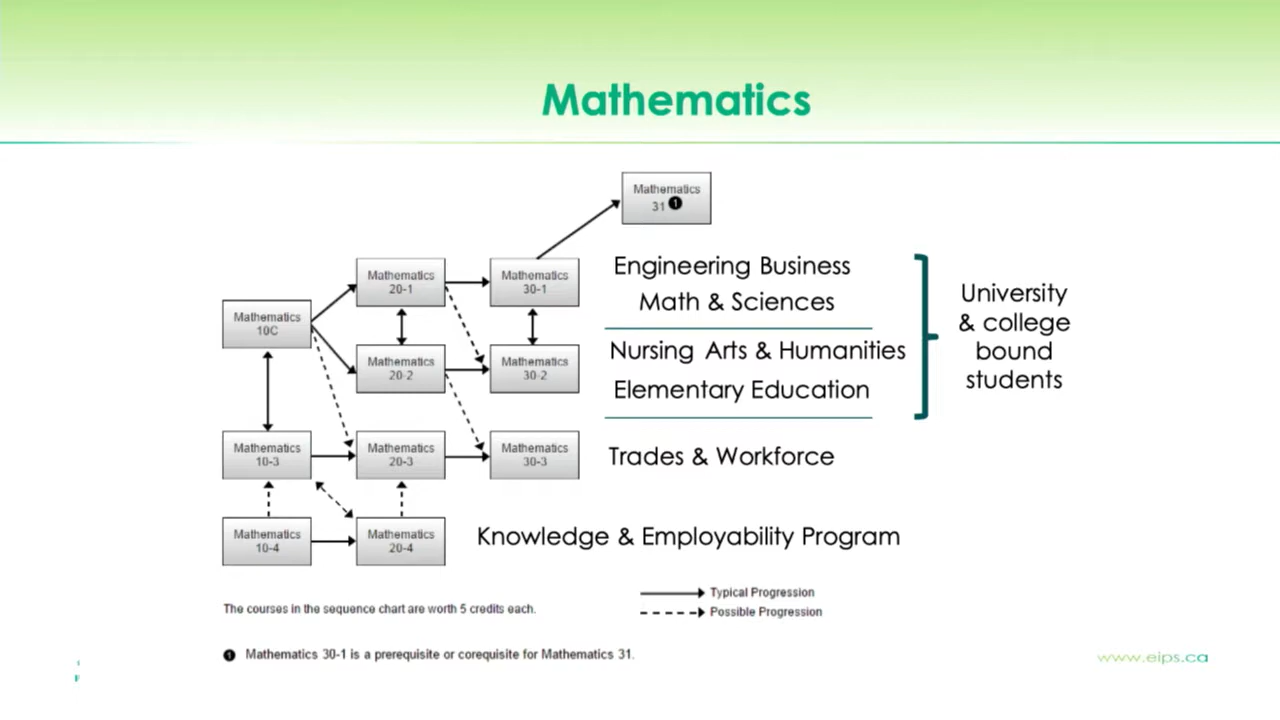 Mathematics
Mathematics
31 1
Mathematics
20-1
Mathematics
30-1
Engineering Business
Math & Sciences
University
& college
bound
students
Mathematics
10C
Mathematics
20-2
Mathematics
30-2
Nursing Arts & Humanities
Elementary Education
Mathematics
10-3
Mathematics
20-3
Mathematics
30-3
Trades & Workforce
Mathematics
10-4
Mathematics
20-4
Knowledge & Employability Program
The courses in the sequence chart are worth 5 credits each.
Typical Progression
Possible Progression
1 Mathematics 30-1 is a prerequisite or corequisite for Mathematics 31.
www.eips.ca